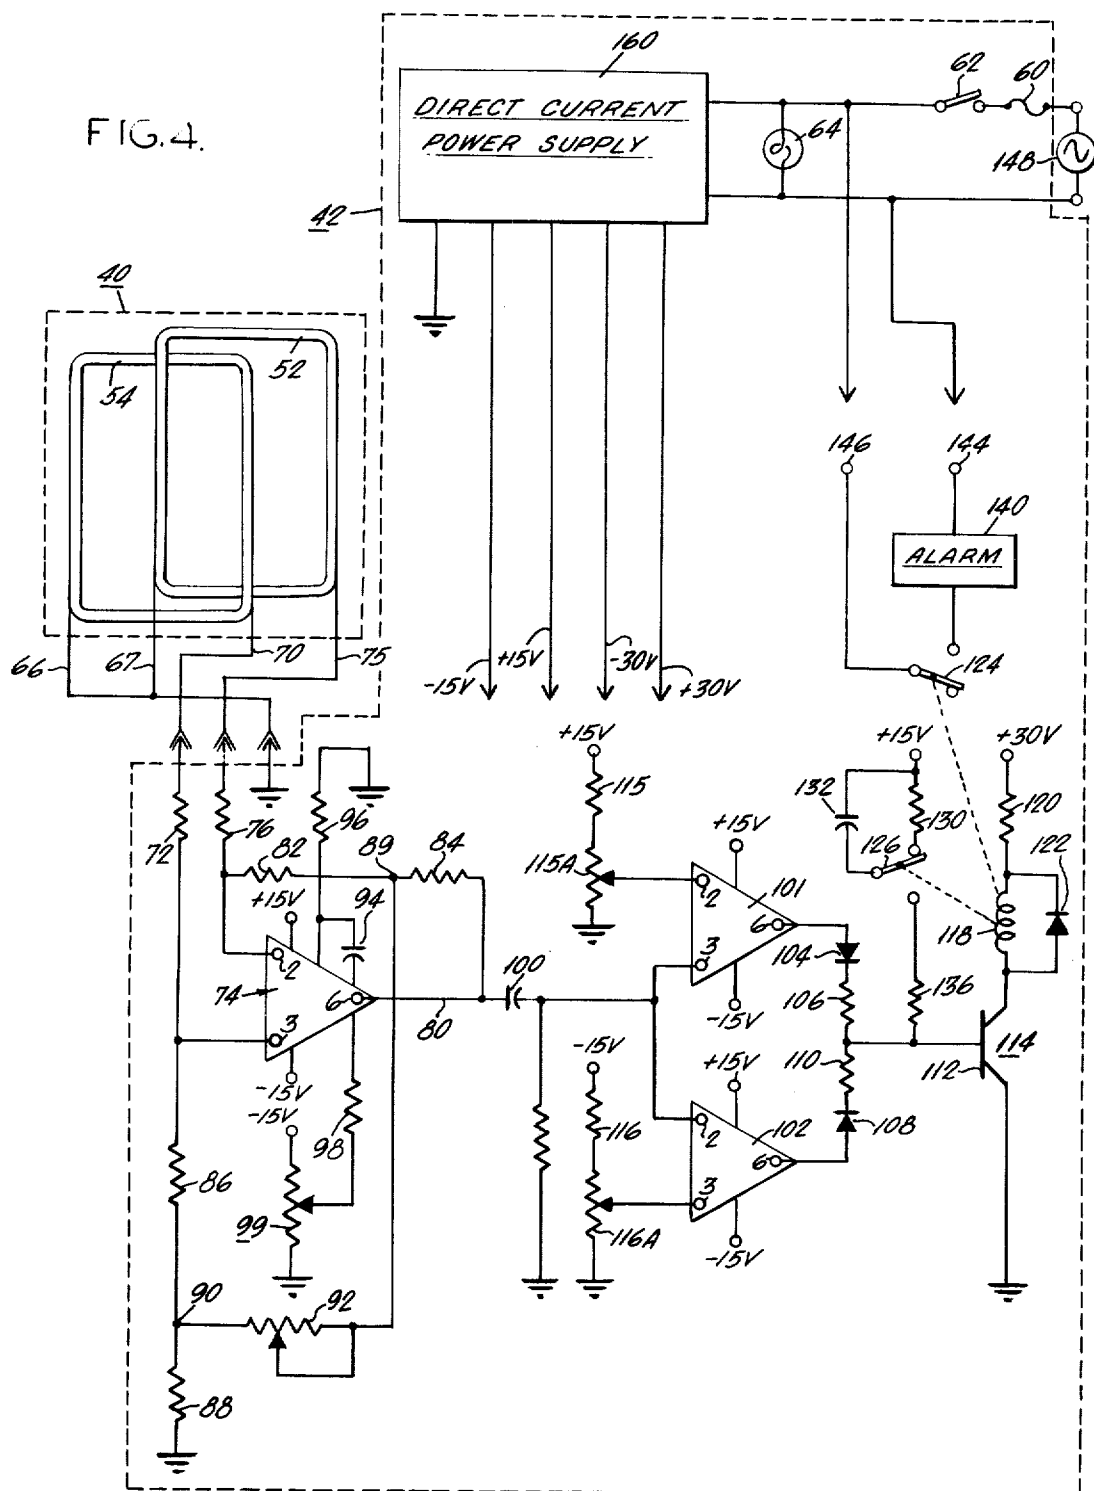 FIG. 4.
160
DIRECT CURRENT
POWER SUPPLY
62
60
64
148
42
40
52
54
146
144
140
ALARM
66
67
70
75
-15V
+15V
-30V
+30V
124
+15V
+15V
+30V
115
132
130
120
72
76
96
82
89
84
115A
+15V
101
126
122
+15V
94
2
2
6
118
74
2
6
100
3
104
80
-15V
106
136
3
-15V
+15V
114
-15V
-15V
110
112
98
116
102
108
2
6
86
3
99
116A
-15V
90
92
88